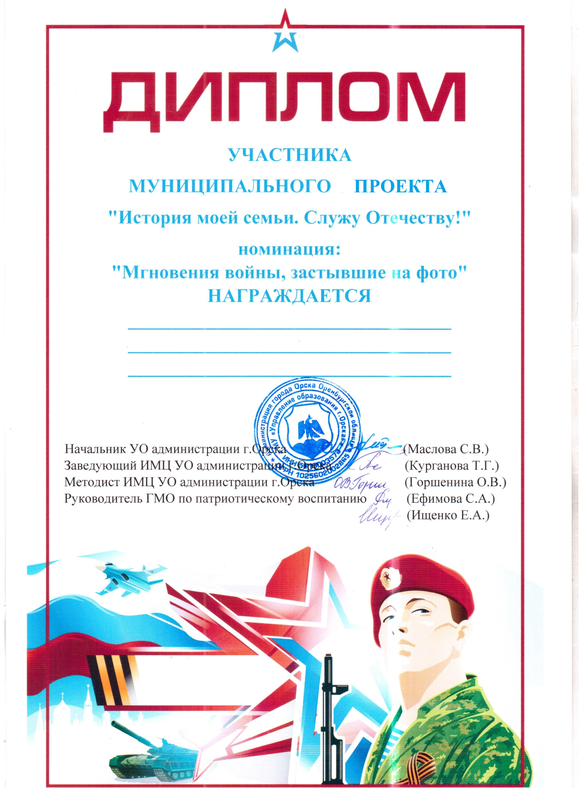 ДИПЛОМ
УЧАСТНИКА
МУНИЦИПАЛЬНОГО ПРОЕКТА
"История моей семьи. Служу Отечеству!"
номинация:
"Мгновения войны, застывшие на фото"
НАГРАЖДАЕТСЯ
Администрация города Орска Оренбургской области
"Управление образования г.Орска"
Начальник УО администрации г.Орска (Маслова С.В.)
Заведующий ИМЦ УО администрации г.Орска (Курганова Т.Г.)
Методист ИМЦ УО администрации г.Орска (Горшенина О.В.)
Руководитель ГМО по патриотическому воспитанию (Ефимова С.А.)
(Ищенко Е.А.)